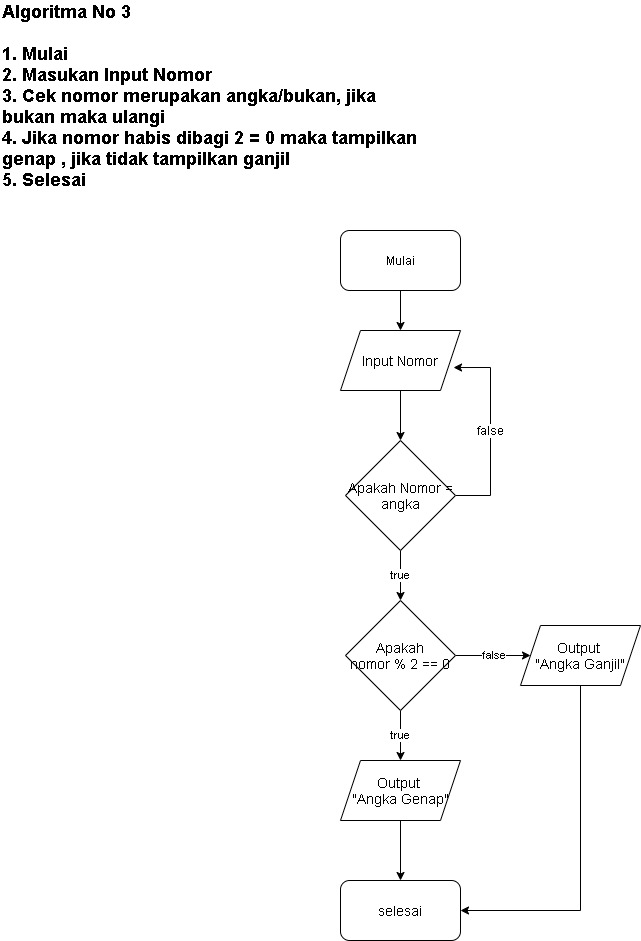 Algoritma No 3
1. Mulai
2. Masukan Input Nomor
3. Cek nomor merupakan angka/bukan, jika
bukan maka ulangi
4. Jika nomor habis dibagi 2 = 0 maka tampilkan
genap , jika tidak tampilkan ganjil
5. Selesai
Mulai
Input Nomor
false
Apakah Nomor =
angka
true
Apakah
nomor % 2 == 0
false
Output
"Angka Ganjil"
true
Output
"Angka Genap"
selesai